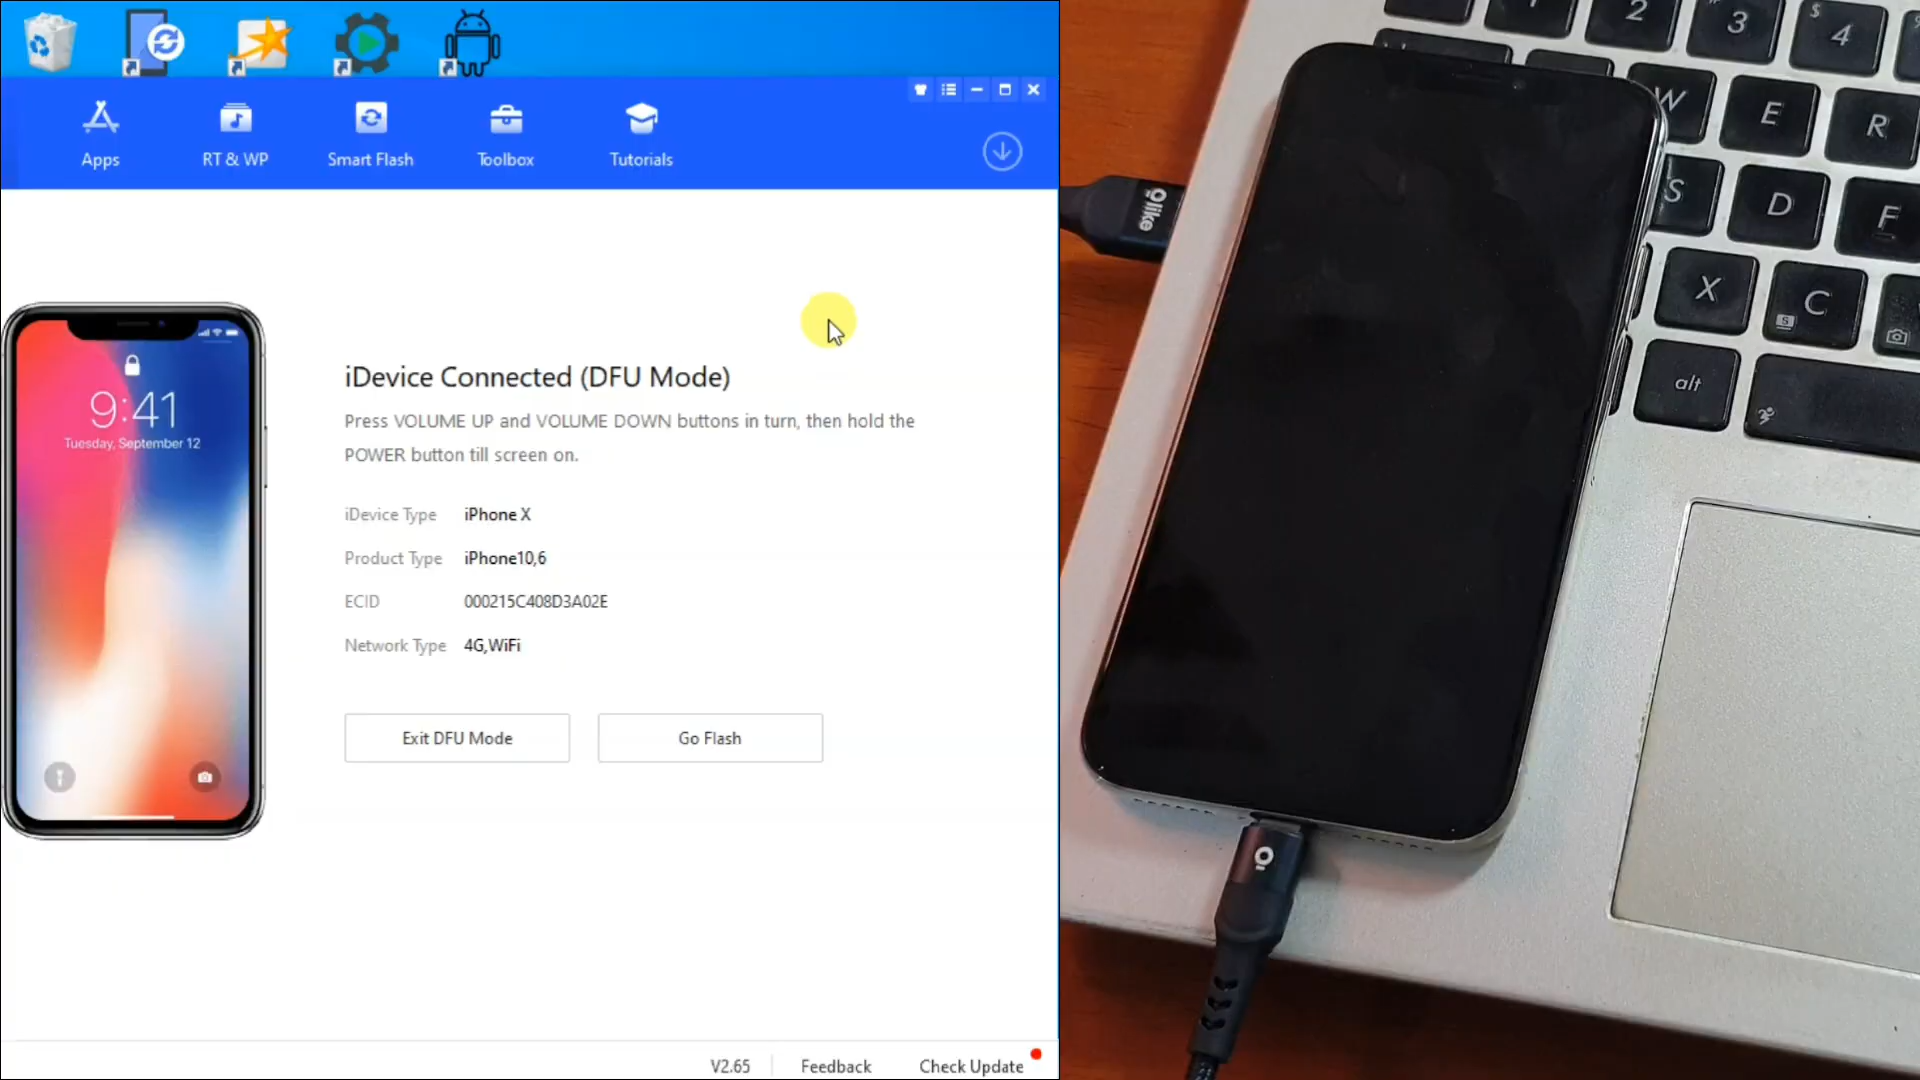 Apps
RT & WP
Smart Flash
Toolbox
Tutorials
9:41
Tuesday, September 12
iDevice Connected (DFU Mode)
Press VOLUME UP and VOLUME DOWN buttons in turn, then hold the
POWER button till screen on.
iDevice Type iPhone X
Product Type iPhone10,6
ECID 000215C408D3A02E
Network Type 4G,WiFi
Exit DFU Mode
Go Flash
V2.65
Feedback
Check Update
Qlike
2
#
3
$
4
W
E
R
S
D
F
X
C
S
alt